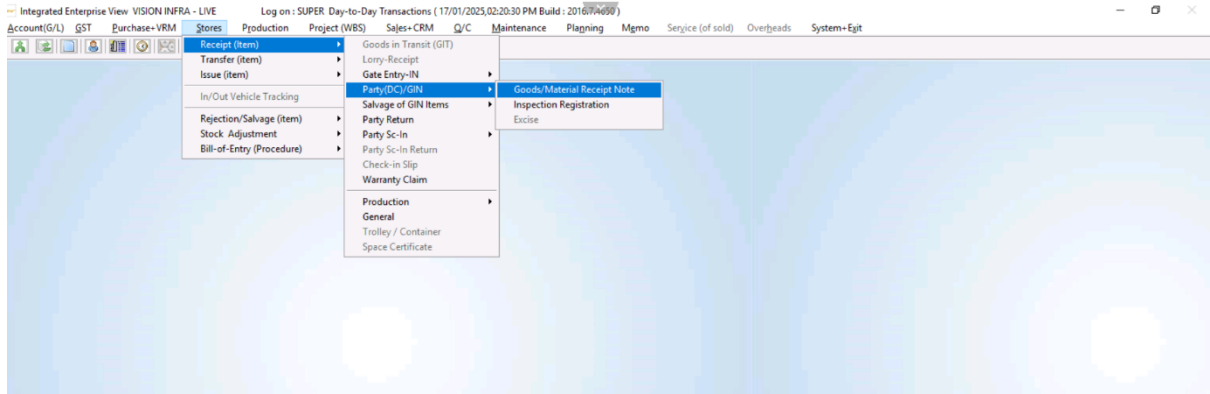 Integrated Enterprise View VISION INFRA - LIVE Log on : SUPER Day-to-Day Transactions ( 17/01/2025,02:20:30 PM Build : 2016.7.4650 )
Account(G/L) GST Purchase+VRM Stores Production Project (WBS) Sales+CRM Q/C Maintenance Planning Memo Service (of sold) Overheads System+Exit
Receipt (Item)
Transfer (item)
Issue (item)
In/Out Vehicle Tracking
Rejection/Salvage (item)
Stock Adjustment
Bill-of-Entry (Procedure)
Goods in Transit (GIT)
Lorry-Receipt
Gate Entry-IN
Party(DC)/GIN
Salvage of GIN Items
Party Return
Party Sc-In
Party Sc-In Return
Check-in Slip
Warranty Claim
Production
General
Trolley / Container
Space Certificate
Goods/Material Receipt Note
Inspection Registration
Excise